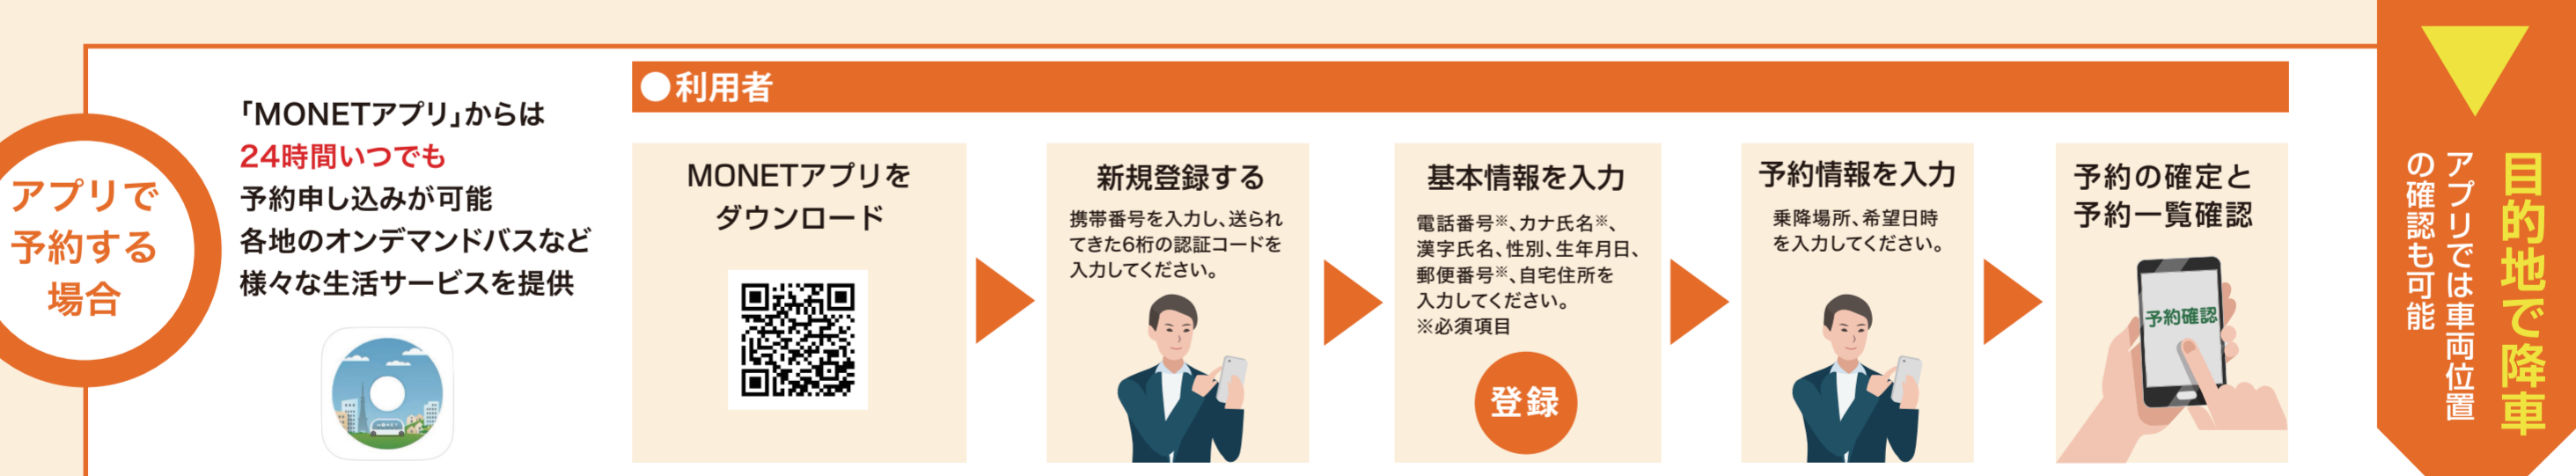 アプリで
予約する
場合
「MONETアプリ」からは
24時間いつでも
予約申し込みが可能
各地のオンデマンドバスなど
様々な生活サービスを提供
MONET
●利用者
MONETアプリを
ダウンロード
新規登録する
携帯番号を入力し、送られ
てきた6桁の認証コードを
入力してください。
基本情報を入力
電話番号※、カナ氏名※、
漢字氏名、性別、生年月日、
郵便番号※、自宅住所を
入力してください。
※必須項目
登録
予約情報を入力
乗降場所、希望日時
を入力してください。
予約の確定と
予約一覧確認
予約確認
目的地で降車
アプリでは車両位置
の確認も可能